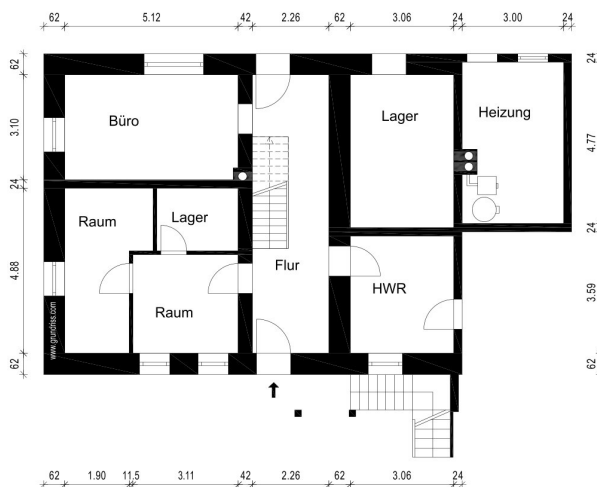 62 5.12 42 2.26 62 3.06 24 3.00 24
62
3.10
24
4.88
62
24
4.77
24
3.59
62
Büro
Lager
Heizung
Raum
Lager
Flur
HWR
Raum
www.grundriss.com
62 1.90 11.5 3.11 42 2.26 62 3.06 24